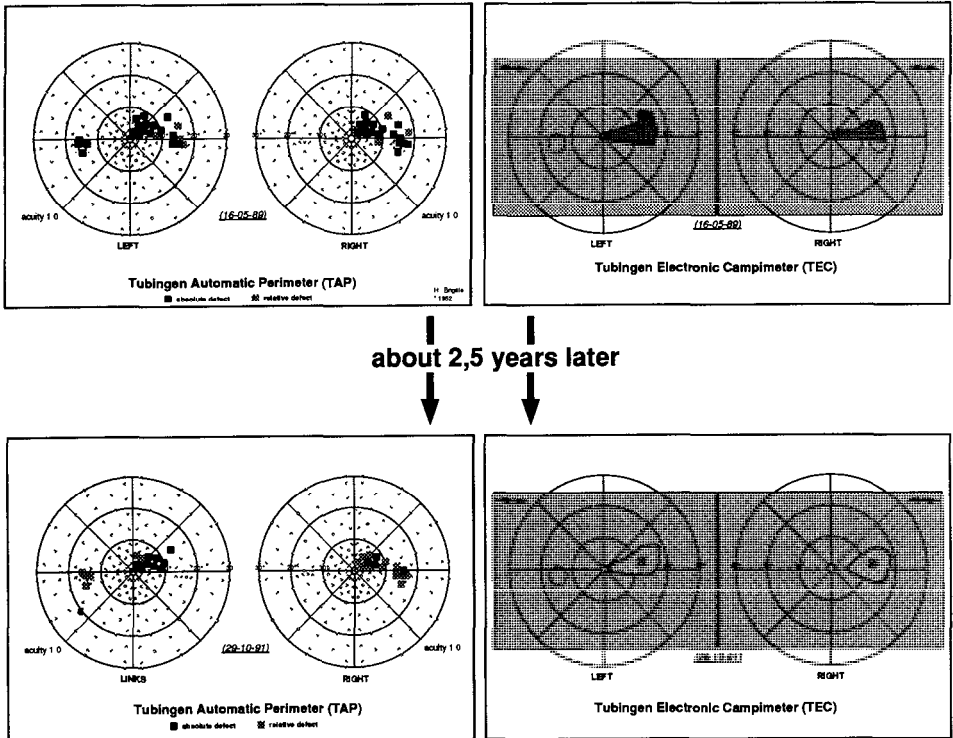 acuity 1 0
(16-05-89)
acuity 1 0
LEFT
RIGHT
Tubingen Automatic Perimeter (TAP)
absolute defect
relative defect
(16-05-89)
LEFT
RIGHT
Tubingen Electronic Campimeter (TEC)
about 2,5 years later
acuity 1 0
(29-10-91)
acuity 1 0
LINKS
RIGHT
Tubingen Automatic Perimeter (TAP)
absolute defect
relative defect
LEFT
RIGHT
Tubingen Electronic Campimeter (TEC)